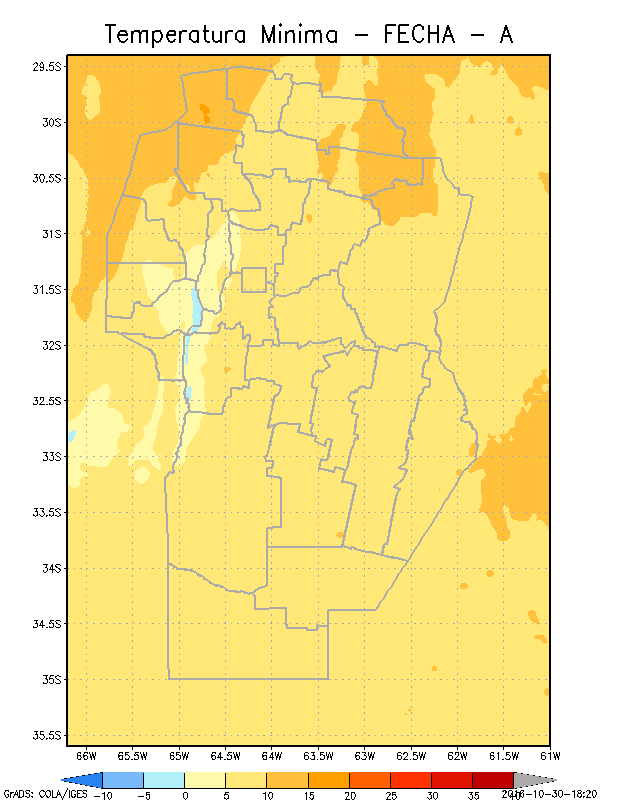 Temperatura Minima - FECHA - A
29.5S
30S
30.5S
31S
31.5S
32S
32.5S
33S
33.5S
34S
34.5S
35S
35.5S
66W 65.5W 65W 64.5W 64W 63.5W 63W 62.5W 62W 61.5W 61W
-10 -5 0 5 10 15 20 25 30 35 40
GrADS: COLA/IGES 2016-10-30-18:20